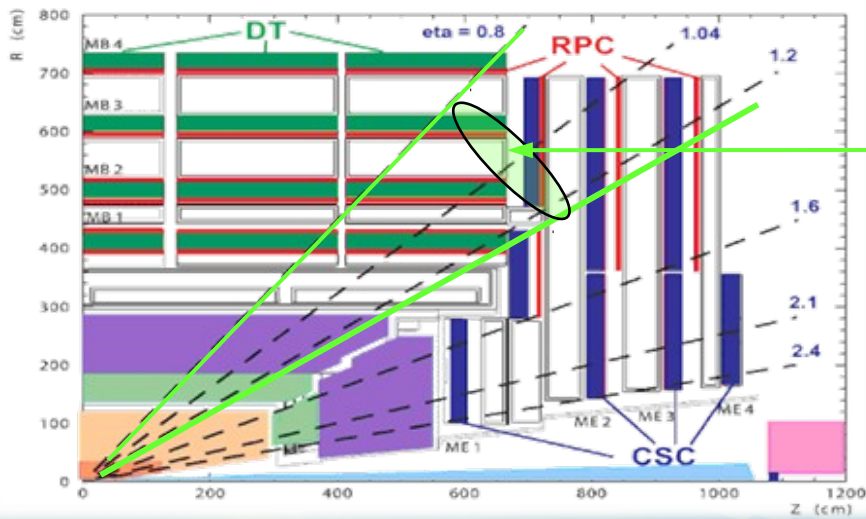 800
R (cm)
MB 4
DT
eta = 0.8
1.04
RPC
1.2
700
MB 3
600
MB 2
500
MB 1
1.6
400
300
2.1
2.4
200
100
ME 1
ME 2
ME 3
ME 4
CSC
0
0
200
400
600
800
1000
1200
Z (cm)